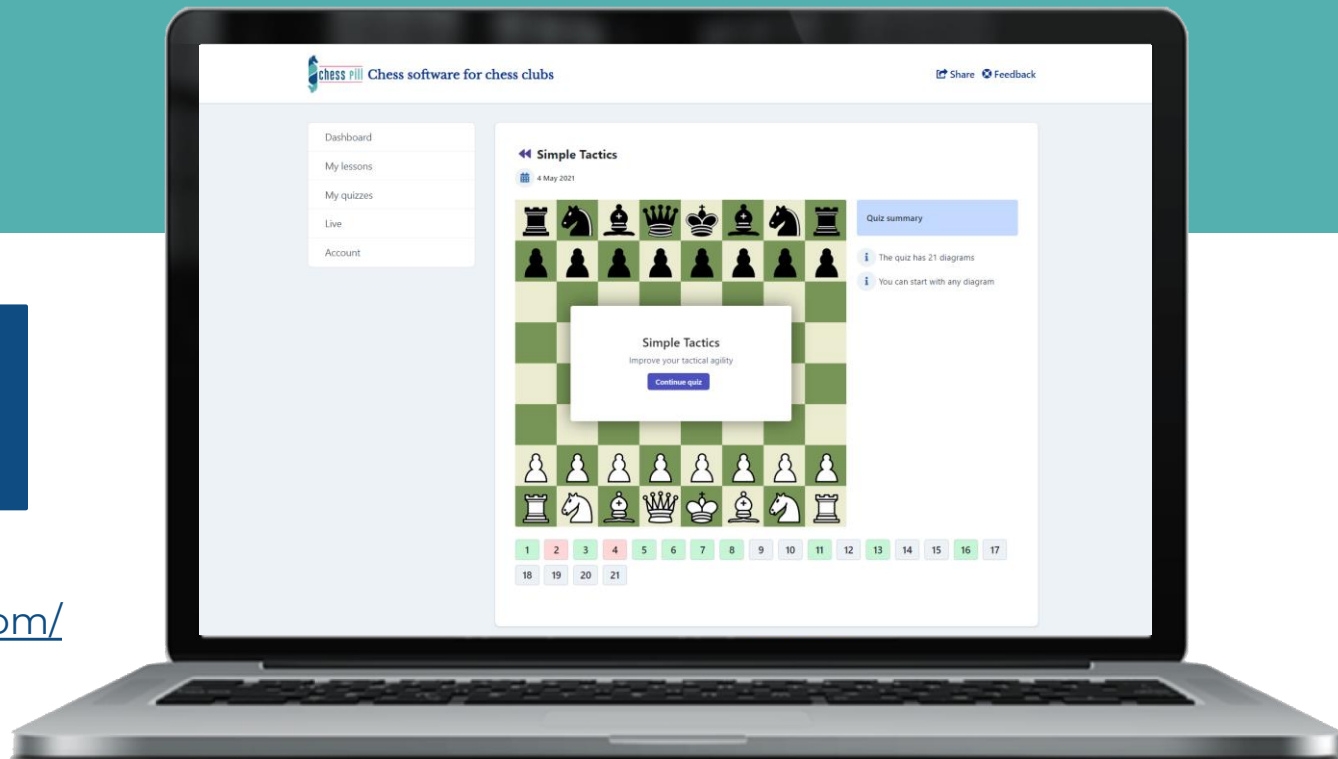 chess pill Chess software for chess clubs
Share Feedback
Dashboard
My lessons
My quizzes
Live
Account
Simple Tactics
4 May 2021
Quiz summary
The quiz has 21 diagrams
You can start with any diagram
Simple Tactics
Improve your tactical agility
Continue quiz
1 2 3 4 5 6 7 8 9 10 11 12 13 14 15 16 17
18 19 20 21
om/